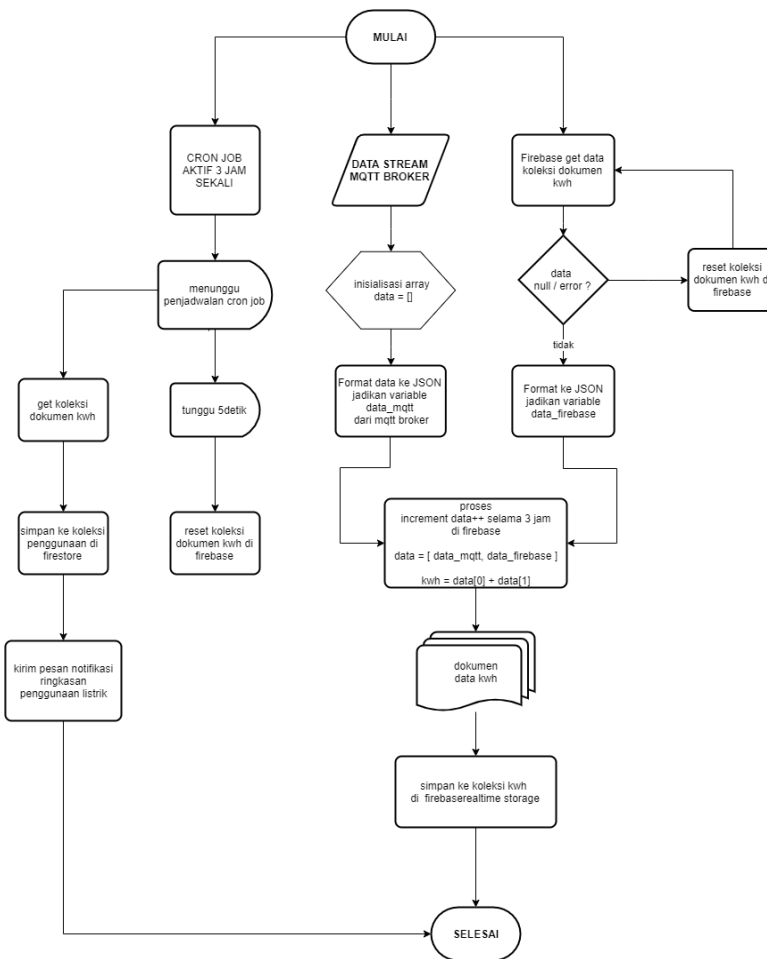 MULAI
CRON JOB
AKTIF 3 JAM
SEKALI
DATA STREAM
MQTT BROKER
Firebase get data
koleksi dokumen
kwh
menunggu
penjadwalan cron job
inisialisasi array
data = []
data
null / error ?
reset koleksi
dokumen kwh di
firebase
tidak
get koleksi
dokumen kwh
tunggu 5detik
Format data ke JSON
jadikan variable
data_mqtt
dari mqtt broker
Format ke JSON
jadikan variable
data_firebase
simpan ke koleksi
penggunaan di
firestore
reset koleksi
dokumen kwh di
firebase
proses
increment data++ selama 3 jam
di firebase
data = [ data_mqtt, data_firebase ]
kwh = data[0] + data[1]
kirim pesan notifikasi
ringkasan
penggunaan listrik
dokumen
data kwh
simpan ke koleksi kwh
di firebaserealtime storage
SELESAI